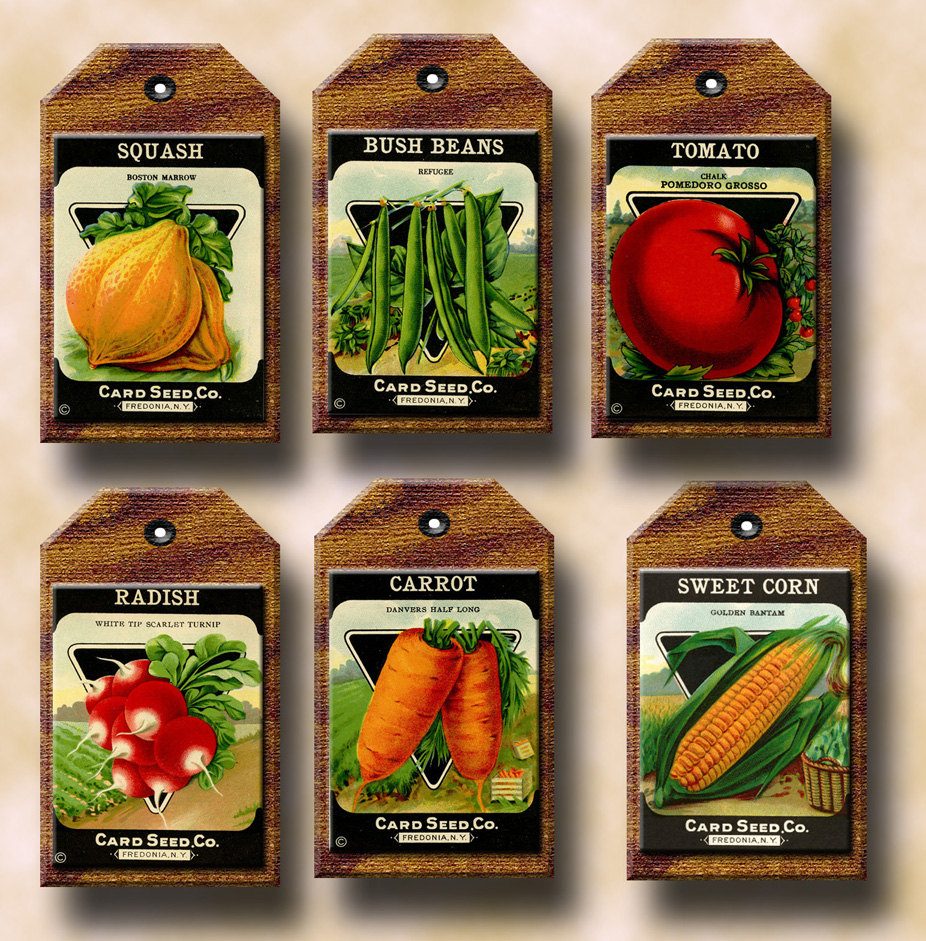 SQUASH
BOSTON MARROW
CARD SEED.CO.
FREDONIA, N.Y.
©
BUSH BEANS
REFUGEE
CARD SEED.CO.
FREDONIA, N.Y.
©
TOMATO
CHALK
POMEDORO GROSSO
CARD SEED.CO.
FREDONIA, N.Y.
©
RADISH
WHITE TIP SCARLET TURNIP
CARD SEED.CO.
FREDONIA, N.Y.
©
CARROT
DANVERS HALF LONG
CARD SEED.CO.
FREDONIA, N.Y.
©
SWEET CORN
GOLDEN BANTAM
CARD SEED.CO.
FREDONIA, N.Y.